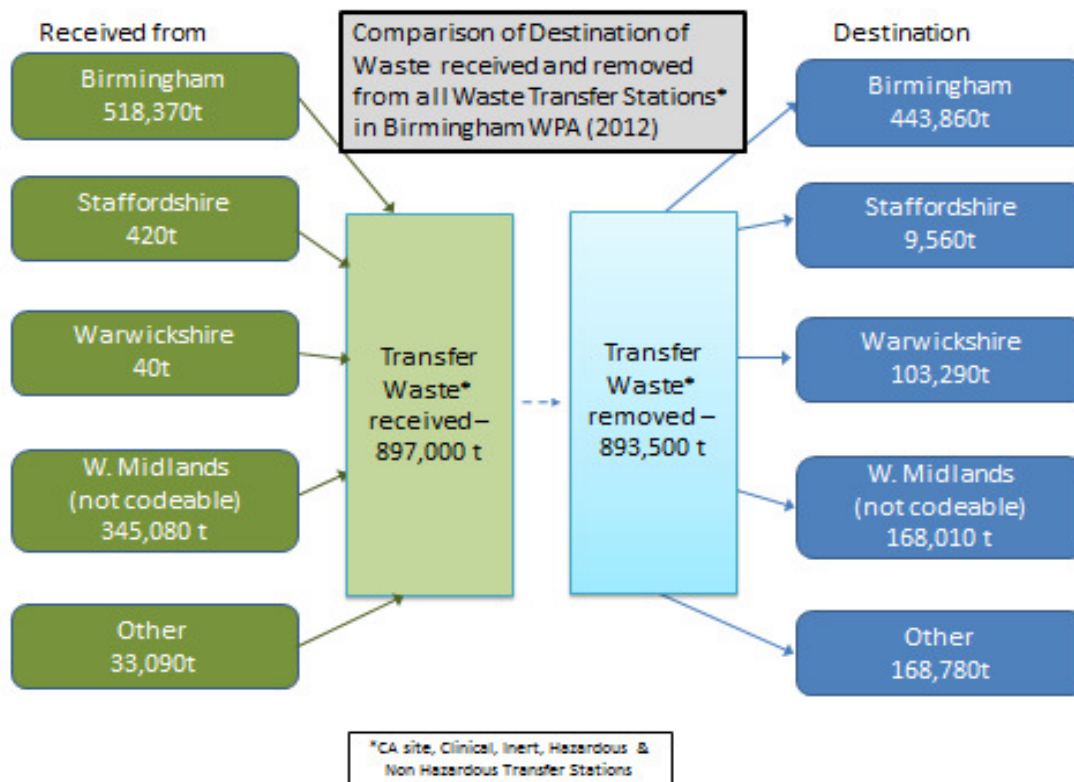 Received from
Birmingham
518,370t
Staffordshire
420t
Warwickshire
40t
W. Midlands
(not codeable)
345,080 t
Other
33,090t
Comparison of Destination of
Waste received and removed
from all Waste Transfer Stations*
in Birmingham WPA (2012)
Transfer
Waste*
received–
897,000 t
Transfer
Waste*
removed –
893,500 t
Destination
Birmingham
443,860t
Staffordshire
9,560t
Warwickshire
103,290t
W. Midlands
(not codeable)
168,010 t
Other
168,780t
*CA site, Clinical, Inert, Hazardous &
Non Hazardous Transfer Stations